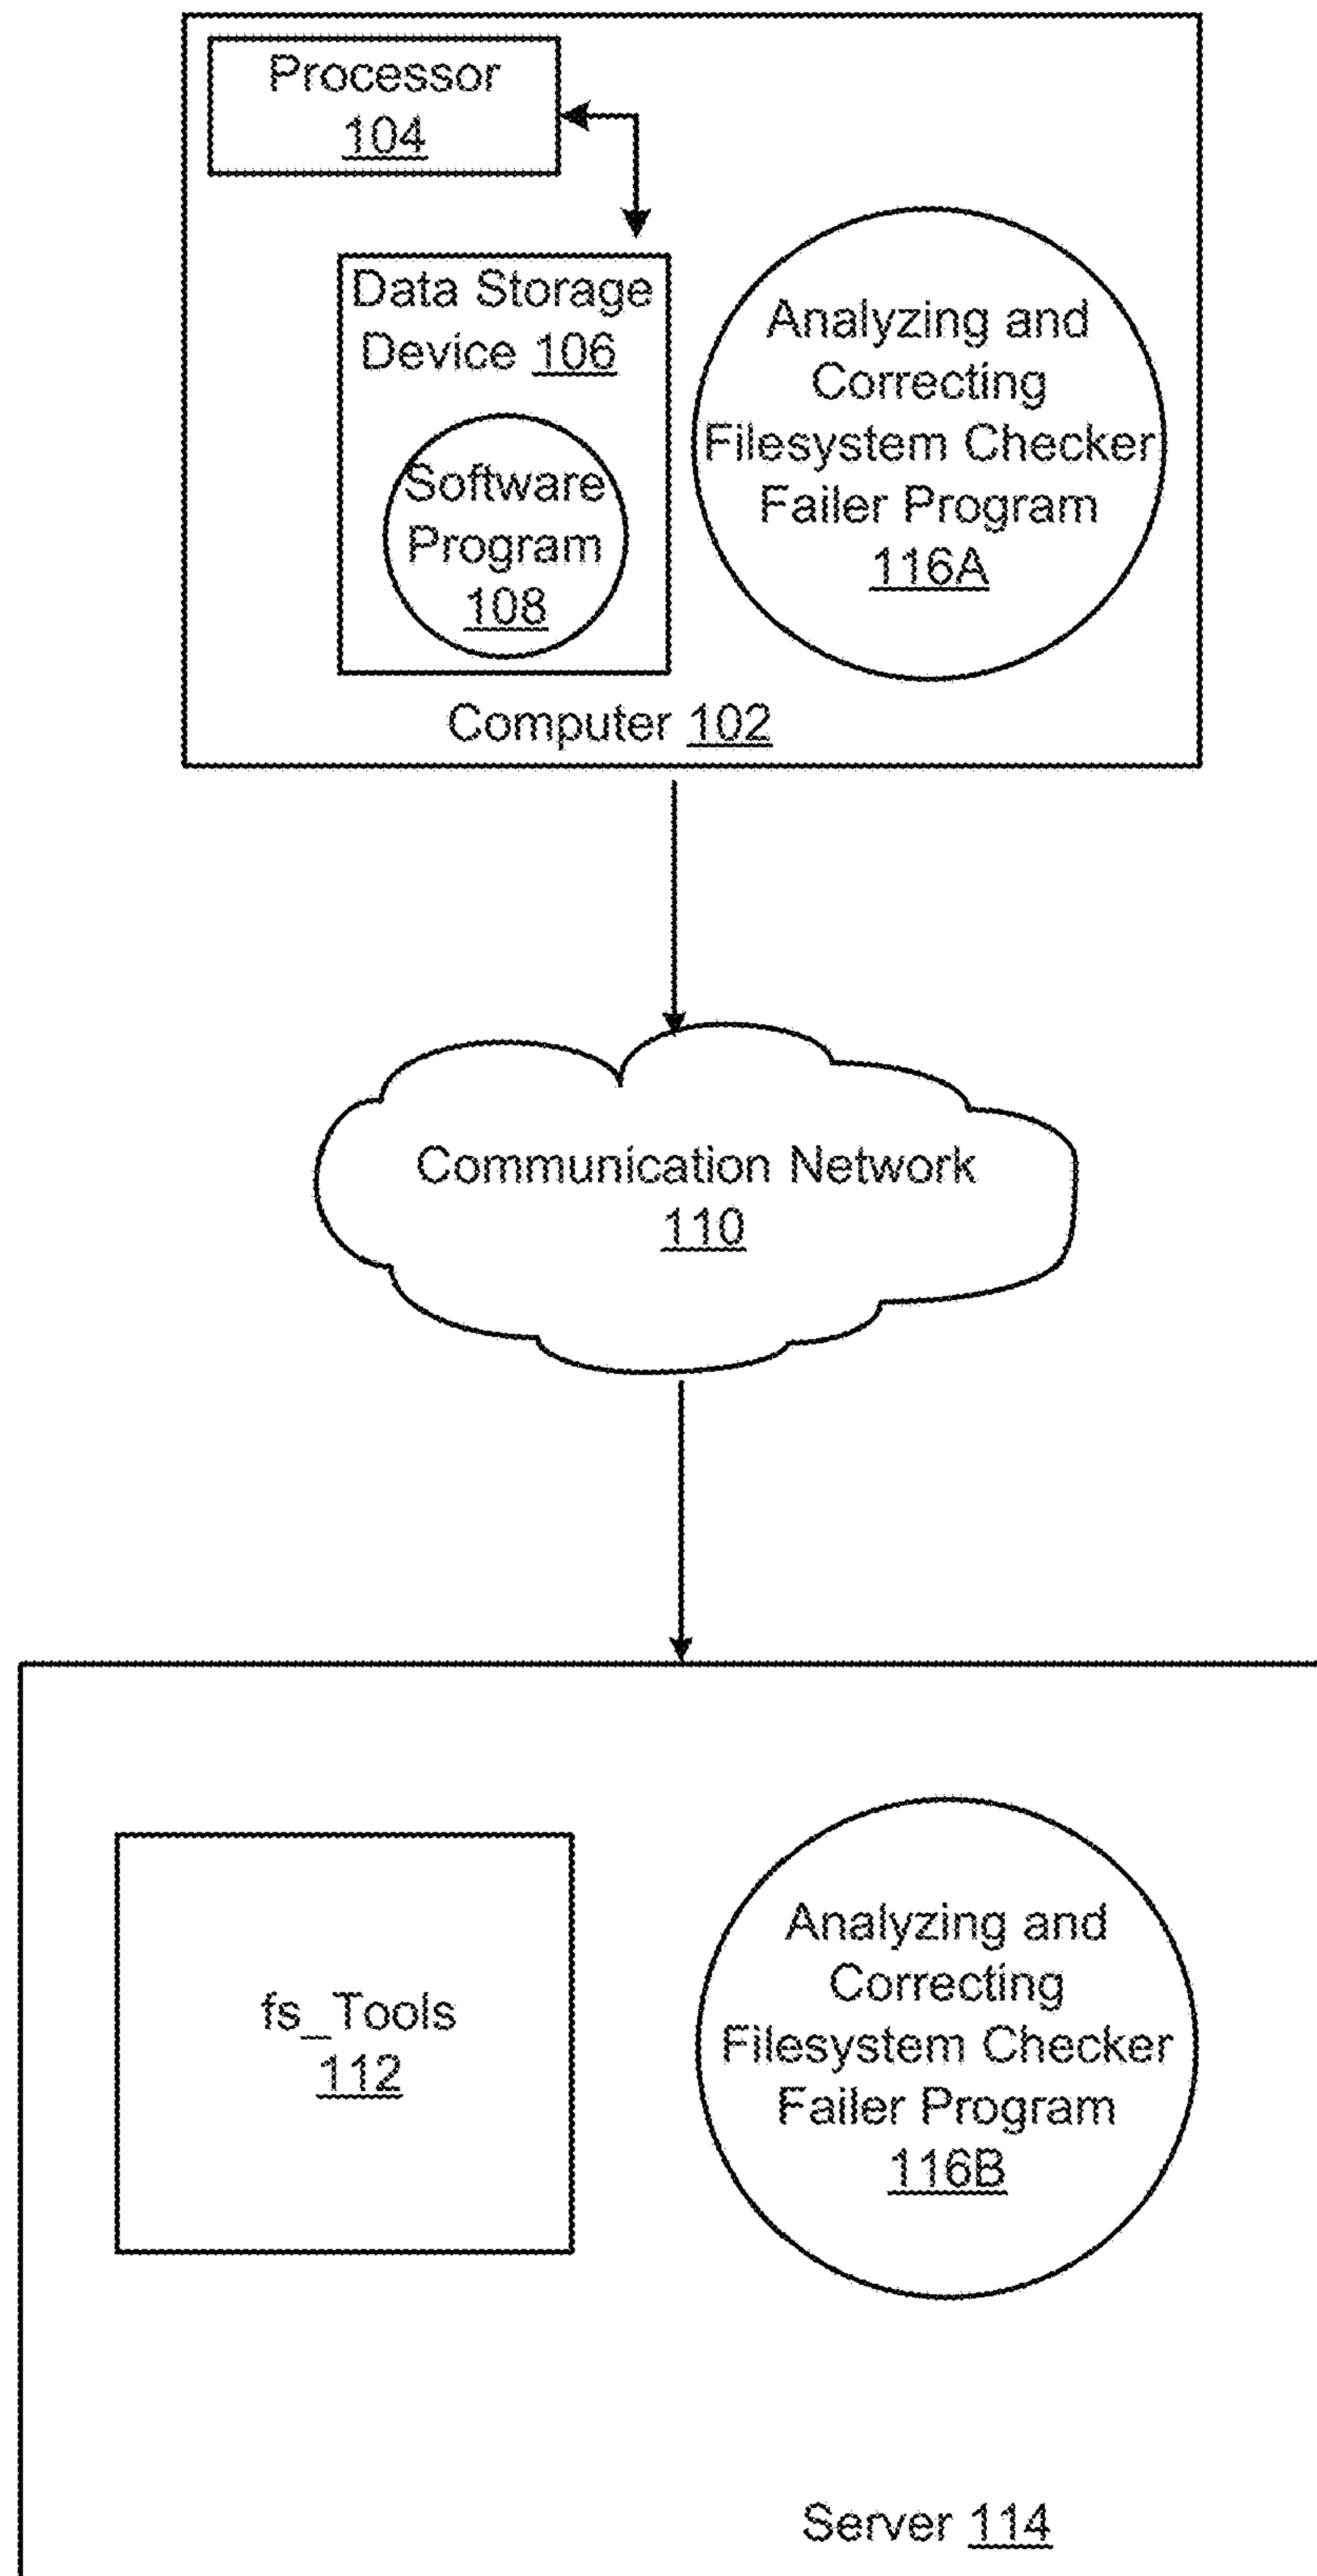 Processor
104
Data Storage
Device 106
Software
Program
108
Analyzing and
Correcting
Filesystem Checker
Failer Program
116A
Computer 102
Communication Network
110
fs_Tools
112
Analyzing and
Correcting
Filesystem Checker
Failer Program
116B
Server 114